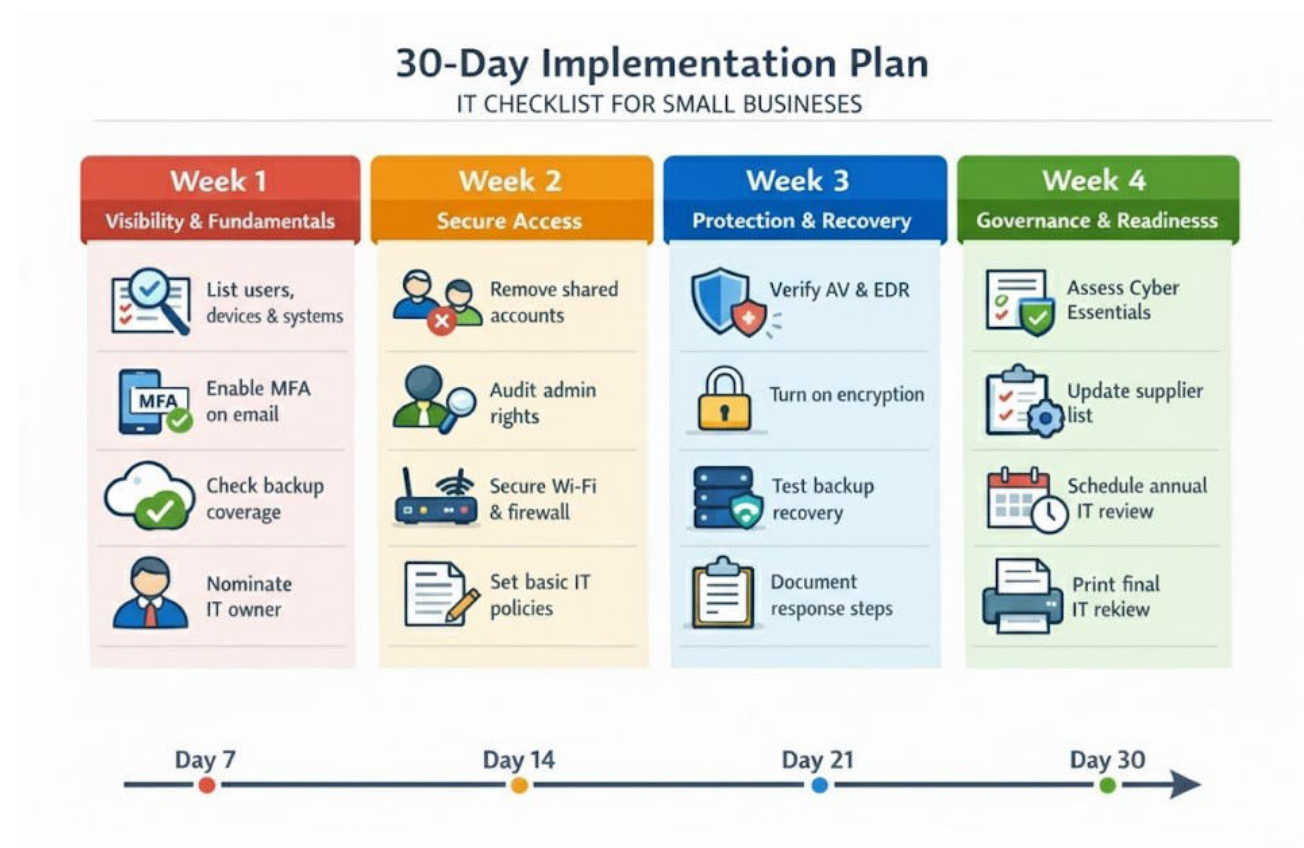 30-Day Implementation Plan
IT CHECKLIST FOR SMALL BUSINESES
Week 1
Visibility & Fundamentals
List users,
devices & systems
MFA
Enable MFA
on email
Check backup
coverage
Nominate
IT owner
Week 2
Secure Access
Remove shared
accounts
Audit admin
rights
Secure Wi-Fi
& firewall
Set basic IT
policies
Week 3
Protection & Recovery
Verify AV & EDR
Turn on encryption
Test backup
recovery
Document
response steps
Week 4
Governance & Readinesss
Assess Cyber
Essentials
Update supplier
list
Schedule annual
IT review
Print final
IT rekiew
Day 7
Day 14
Day 21
Day 30